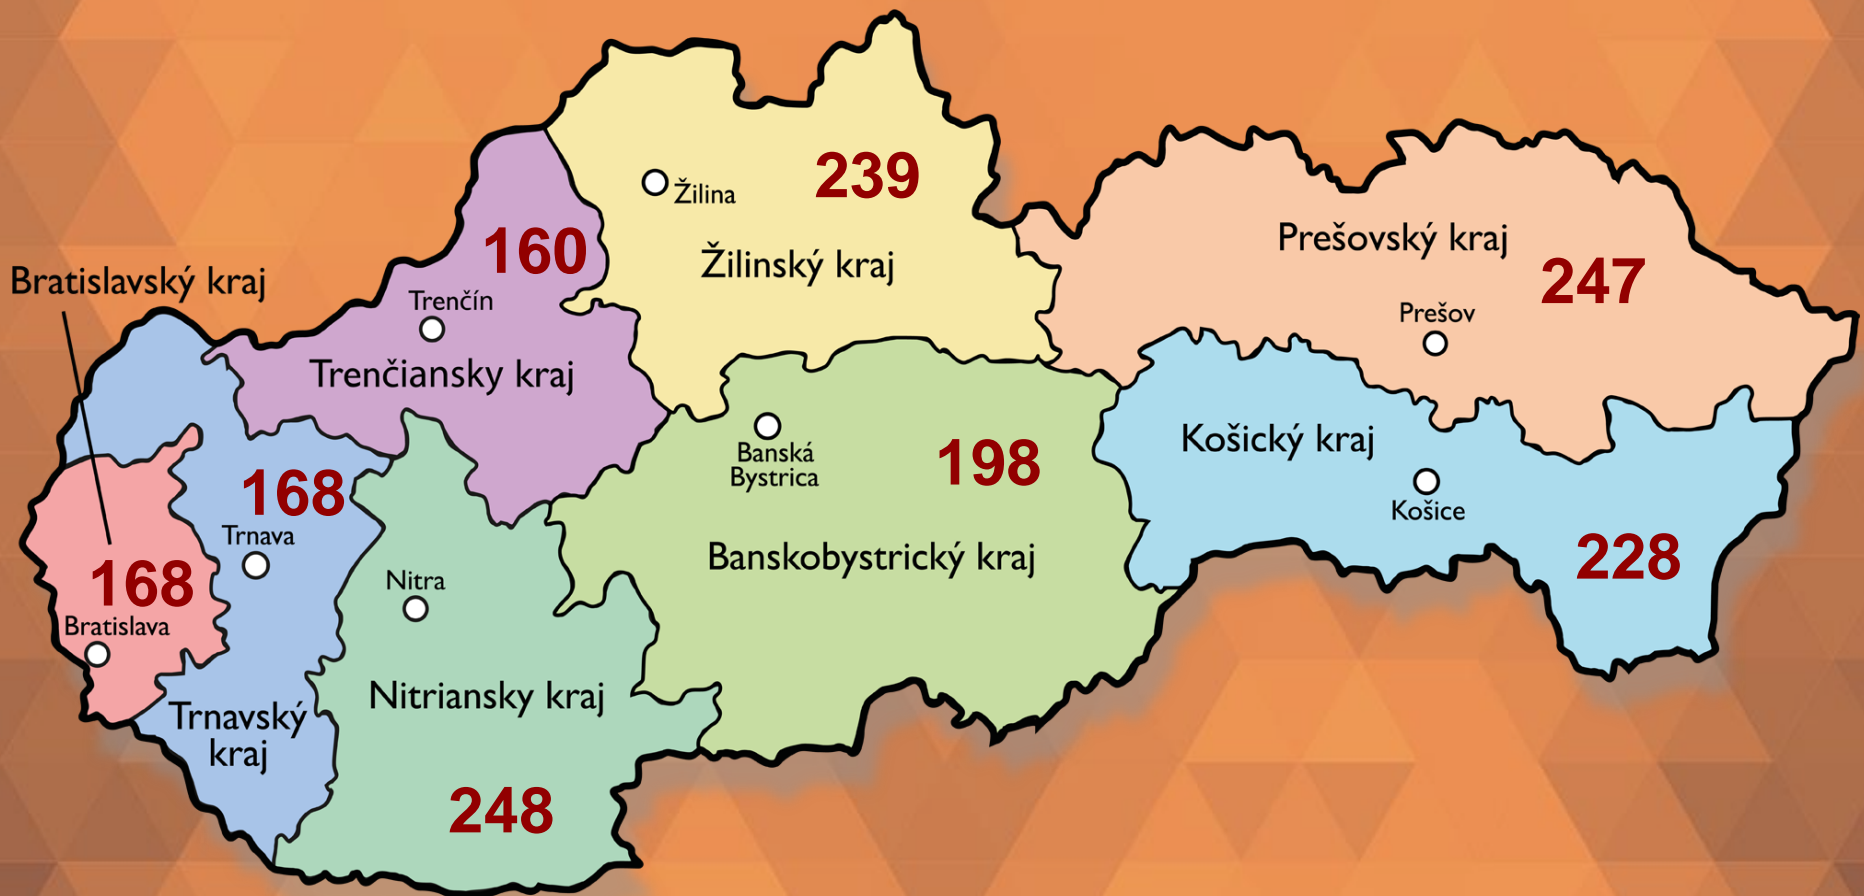 Žilina
239
Žilinský kraj
Prešovský kraj
247
Prešov
Bratislavský kraj
160
Trenčín
Trenčiansky kraj
Banská
Bystrica
198
Banskobystrický kraj
Košický kraj
Košice
228
168
Trnava
168
Bratislava
Trnavský
kraj
Nitra
Nitriansky kraj
248